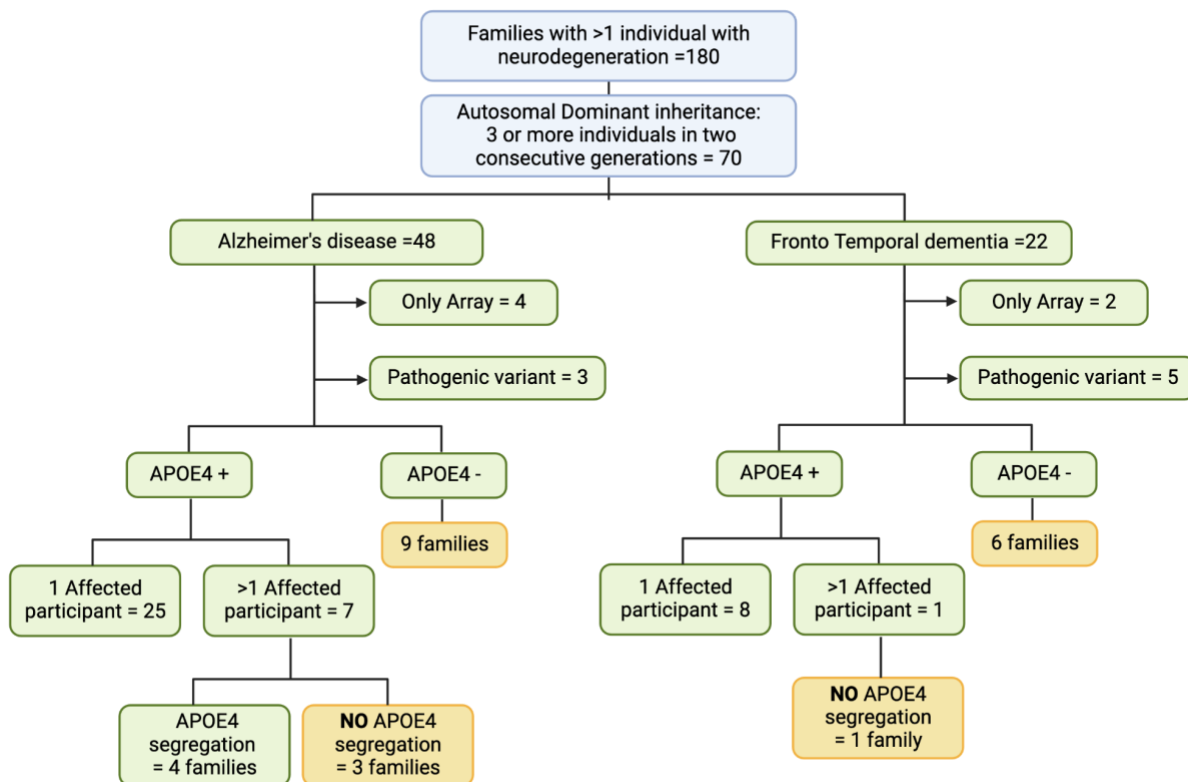 Families with >1 individual with
neurodegeneration =180
Autosomal Dominant inheritance:
3 or more individuals in two
consecutive generations = 70
Alzheimer's disease =48
Fronto Temporal dementia =22
Only Array = 4
Only Array = 2
Pathogenic variant = 3
Pathogenic variant = 5
APOE4 +
APOE4 -
APOE4 +
APOE4 -
9 families
6 families
1 Affected
participant = 25
>1 Affected
participant = 7
1 Affected
participant = 8
>1 Affected
participant = 1
APOE4
segregation
= 4 families
NO APOE4
segregation
= 3 families
NO APOE4
segregation
= 1 family